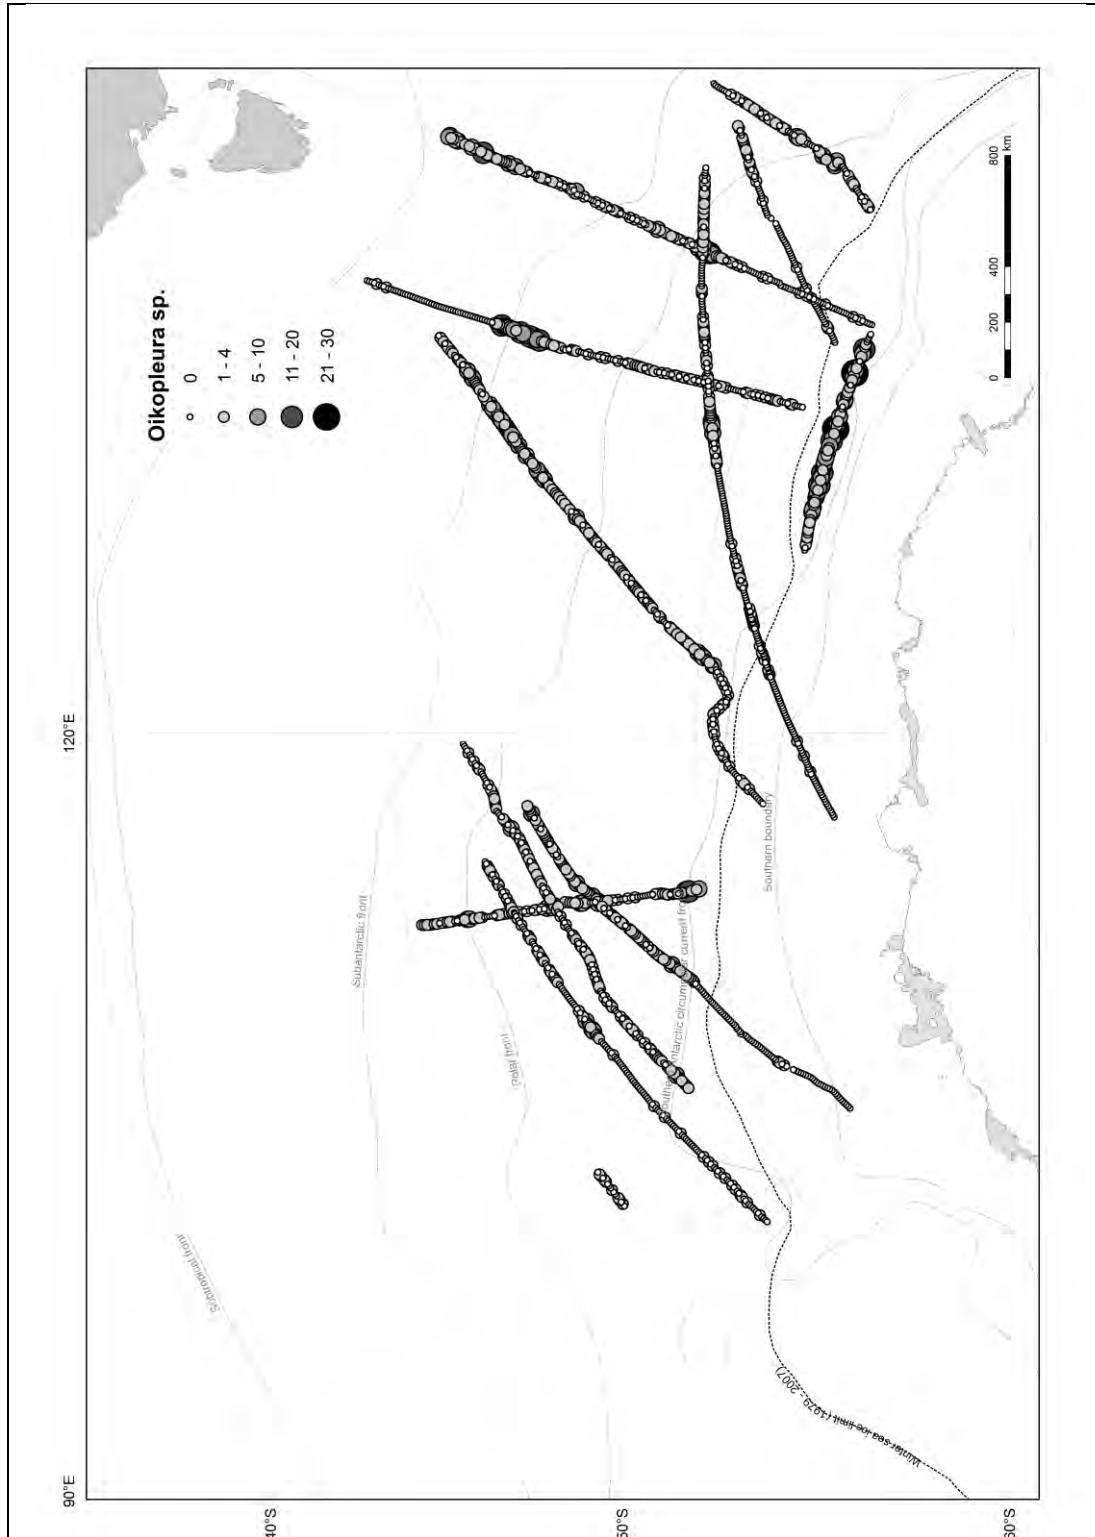 Oikopleura sp.
0
1 - 4
5 - 10
11 - 20
21 - 30
0
200
400
800
km
120°E
90°E
40°S
50°S
60°S
Subtropical front
Subantarctic front
Polar front
Southern boundary
Winter sea ice limit (1979 - 2007)